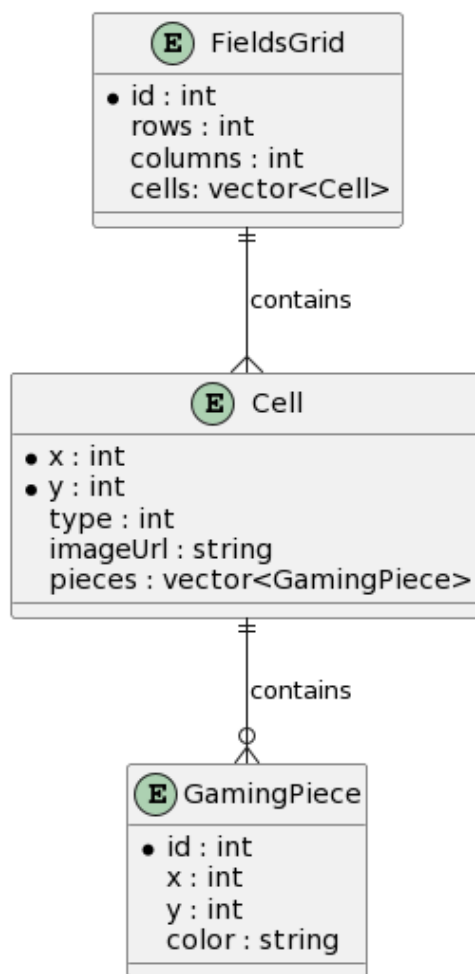 E FieldsGrid
id : int
rows : int
columns : int
cells: vector<Cell>
contains
E Cell
x : int
y : int
type : int
imageUrl : string
pieces : vector<GamingPiece>
contains
E GamingPiece
id : int
x : int
y : int
color : string